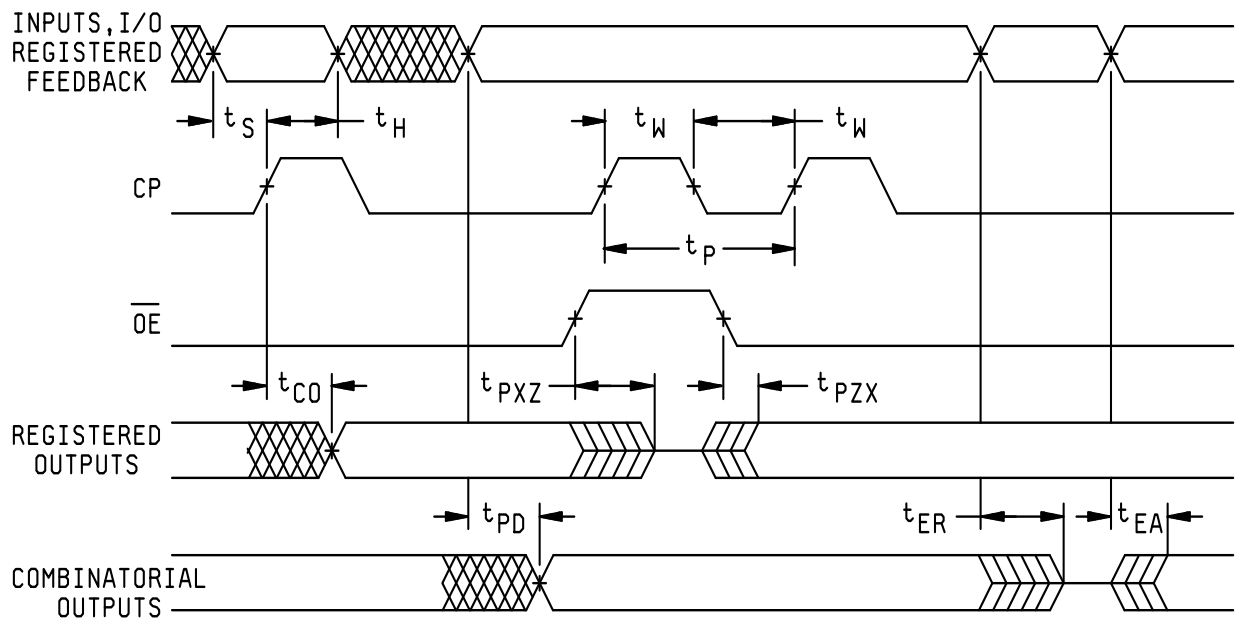 INPUTS, I/O
REGISTERED
FEEDBACK
tS
tH
tW
tW
CP
tP
OE
tCO
tPXZ
tPZX
REGISTERED
OUTPUTS
tPD
tER
tEA
COMBINATORIAL
OUTPUTS